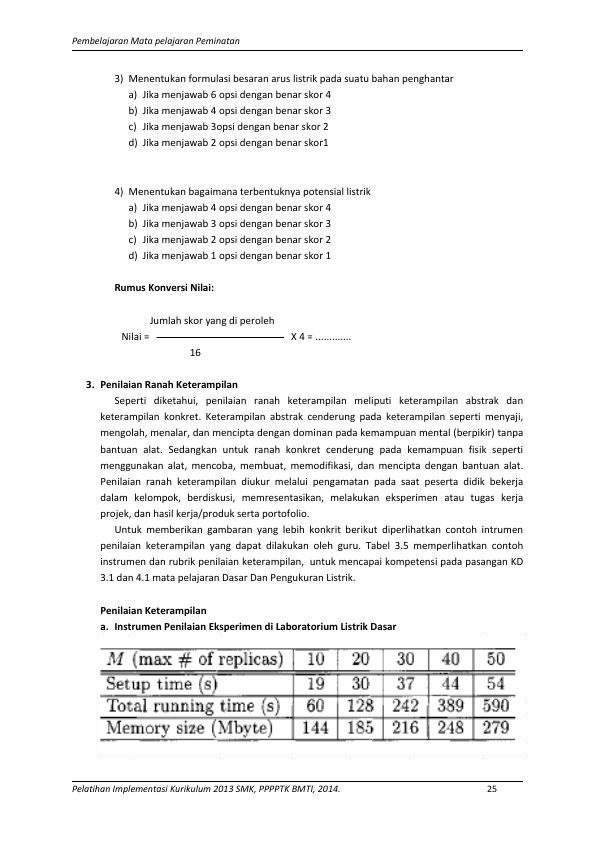 Pembelajaran Mata pelajaran Peminatan
3) Menentukan formulasi besaran arus listrik pada suatu bahan penghantar
a) Jika menjawab 6 opsi dengan benar skor 4
b) Jika menjawab 4 opsi dengan benar skor 3
c) Jika menjawab 3opsi dengan benar skor 2
d) Jika menjawab 2 opsi dengan benar skor1
4) Menentukan bagaimana terbentuknya potensial listrik
a) Jika menjawab 4 opsi dengan benar skor 4
b) Jika menjawab 3 opsi dengan benar skor 3
c) Jika menjawab 2 opsi dengan benar skor 2
d) Jika menjawab 1 opsi dengan benar skor 1
Rumus Konversi Nilai:
Jumlah skor yang di peroleh
Nilai = X 4 = .............
16
3. Penilaian Ranah Keterampilan
Seperti diketahui, penilaian ranah keterampilan meliputi keterampilan abstrak dan
keterampilan konkret. Keterampilan abstrak cenderung pada keterampilan seperti menyaji,
mengolah, menalar, dan mencipta dengan dominan pada kemampuan mental (berpikir) tanpa
bantuan alat. Sedangkan untuk ranah konkret cenderung pada kemampuan fisik seperti
menggunakan alat, mencoba, membuat, memodifikasi, dan mencipta dengan bantuan alat.
Penilaian ranah keterampilan diukur melalui pengamatan pada saat peserta didik bekerja
dalam kelompok, berdiskusi, memresentasikan, melakukan eksperimen atau tugas kerja
projek, dan hasil kerja/produk serta portofolio.
Untuk memberikan gambaran yang lebih konkrit berikut diperlihatkan contoh intrumen
penilaian keterampilan yang dapat dilakukan oleh guru. Tabel 3.5 memperlihatkan contoh
instrumen dan rubrik penilaian keterampilan, untuk mencapai kompetensi pada pasangan KD
3.1 dan 4.1 mata pelajaran Dasar Dan Pengukuran Listrik.
Penilaian Keterampilan
a. Instrumen Penilaian Eksperimen di Laboratorium Listrik Dasar
M (max # of replicas) 10 20 30 40 50
Setup time (s) 19 30 37 44 54
Total running time (s) 60 128 242 389 590
Memory size (Mbyte) 144 185 216 248 279
Pelatihan Implementasi Kurikulum 2013 SMK, PPPPTK BMTI, 2014. 25